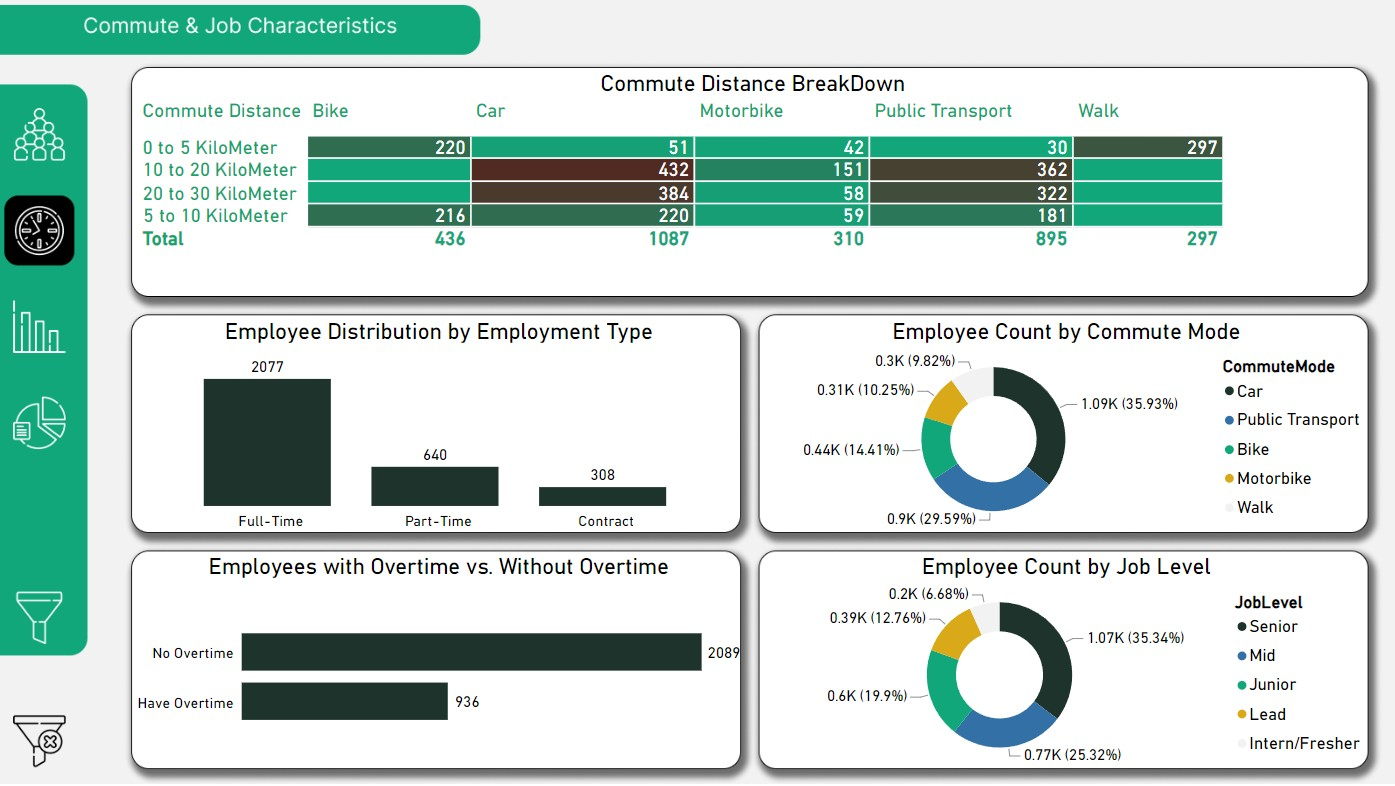 Commute & Job Characteristics
Commute Distance BreakDown
Commute Distance Bike Car Motorbike Public Transport Walk
0 to 5 KiloMeter 220 51 42 30 297
10 to 20 KiloMeter 432 151 362
20 to 30 KiloMeter 384 58 322
5 to 10 KiloMeter 216 220 59 181
Total 436 1087 310 895 297
Employee Distribution by Employment Type
2077
640
308
Full-Time Part-Time Contract
Employee Count by Commute Mode
0.3K (9.82%)
0.31K (10.25%)
0.44K (14.41%)
0.9K (29.59%)
1.09K (35.93%)
CommuteMode
Car
Public Transport
Bike
Motorbike
Walk
Employees with Overtime vs. Without Overtime
No Overtime 2089
Have Overtime 936
Employee Count by Job Level
0.2K (6.68%)
0.39K (12.76%)
0.6K (19.9%)
0.77K (25.32%)
1.07K (35.34%)
JobLevel
Senior
Mid
Junior
Lead
Intern/Fresher